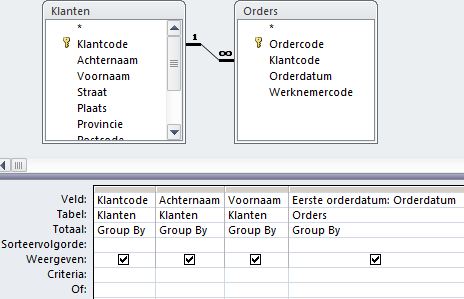 Klanten
*
Klantcode
Achternaam
Voornaam
Straat
Plaats
Provincie
1
∞
Orders
*
Ordercode
Klantcode
Orderdatum
Werknemercode
Veld: Klantcode Achternaam Voornaam Eerste orderdatum: Orderdatum
Tabel: Klanten Klanten Klanten Orders
Totaal: Group By Group By Group By Group By
Sorteervolgorde:
Weergeven:
Criteria:
Of: